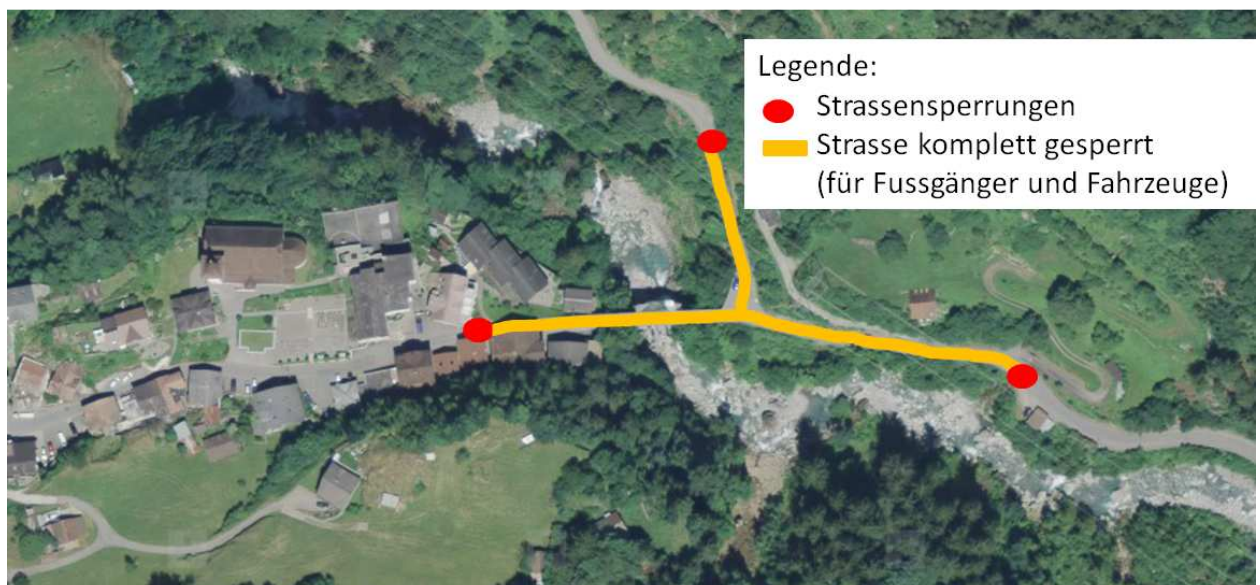 Legende:
Strassensperrungen
Strasse komplett gesperrt
(für Fussgänger und Fahrzeuge)